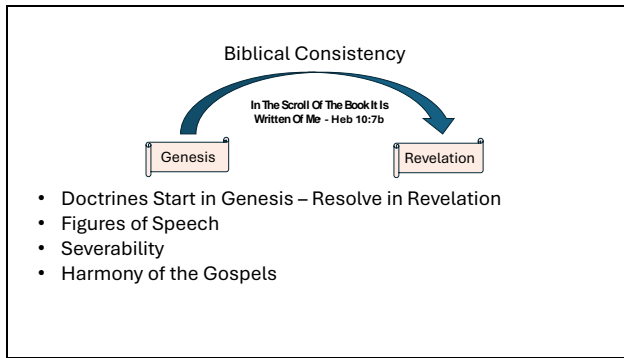 Biblical Consistency
In The Scroll Of The Book It Is
Written Of Me - Heb 10:7b
Genesis
Revelation
• Doctrines Start in Genesis – Resolve in Revelation
• Figures of Speech
• Severability
• Harmony of the Gospels